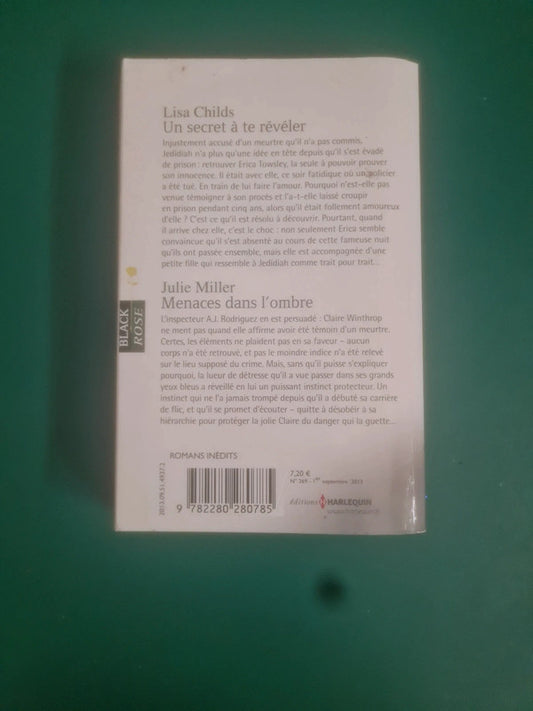 Lisa Childs
Un secret à te révéler
Injustement accusé d'un meurtre qu'il n'a pas commis,
Jedidiah n'a plus qu'une idée en tête depuis qu'il s'est évadé
de prison : retrouver Erica Towsley, la seule à pouvoir prouver
son innocence. Il était avec elle, ce soir fatidique où un policier
a été tué. En train de lui faire l'amour. Pourquoi n'est-elle pas
venue témoigner à son procès et l'a-t-elle laissé croupir
en prison pendant cinq ans, alors qu'il était follement amoureux
d'elle ? C'est ce qu'il est résolu à découvrir. Pourtant, quand
il arrive chez elle, c'est le choc : non seulement Erica semble
convaincue qu'il s'est absenté au cours de cette fameuse nuit
qu'ils ont passée ensemble, mais elle est accompagnée d'une
petite fille qui ressemble à Jedidiah comme trait pour trait...
Julie Miller
Menaces dans l'ombre
L'inspecteur A.J. Rodriguez en est persuadé : Claire Winthrop
ne ment pas quand elle affirme avoir été témoin d'un meurtre.
Certes, les éléments ne plaident pas en sa faveur – aucun
corps n'a été retrouvé, et pas le moindre indice n'a été relevé
sur le lieu supposé du crime. Mais, sans qu'il puisse s'expliquer
pourquoi, la lueur de détresse qu'il a vue passer dans ses grands
yeux bleus a réveillé en lui un puissant instinct protecteur. Un
instinct qui ne l'a jamais trompé depuis qu'il a débuté sa carrière
de flic, et qu'il se promet d'écouter – quitte à désobéir à sa
hiérarchie pour protéger la jolie Claire du danger qui la guette...
BLACK
ROSE
ROMANS INÉDITS
2013.09.51.4937.2
9 782280 280785
7,20 €
N° 269 - 1er septembre 2013
éditions HARLEQUIN